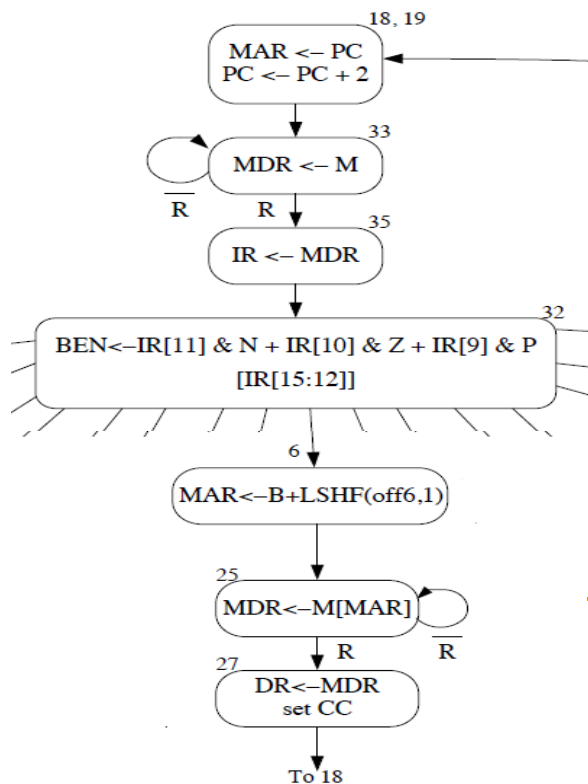 18, 19
MAR <– PC
PC <– PC + 2
33
MDR <– M
R
R
35
IR <– MDR
32
BEN<–IR[11] & N + IR[10] & Z + IR[9] & P
[IR[15:12]]
6
MAR<–B+LSHF(off6,1)
25
MDR<–M[MAR]
R
R
27
DR<–MDR
set CC
To 18